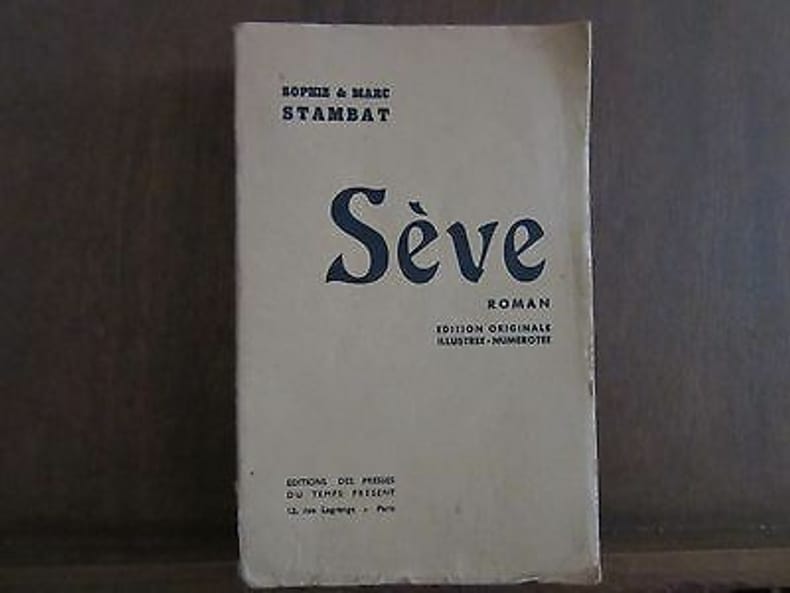 SOPHIE & MARC
STAMBAT
Sève
ROMAN
EDITION ORIGINALE
ILLUSTREE - NUMEROTEE
EDITIONS DES PRESSES
DU TEMPS PRESENT
12, rue Lagrange - Paris